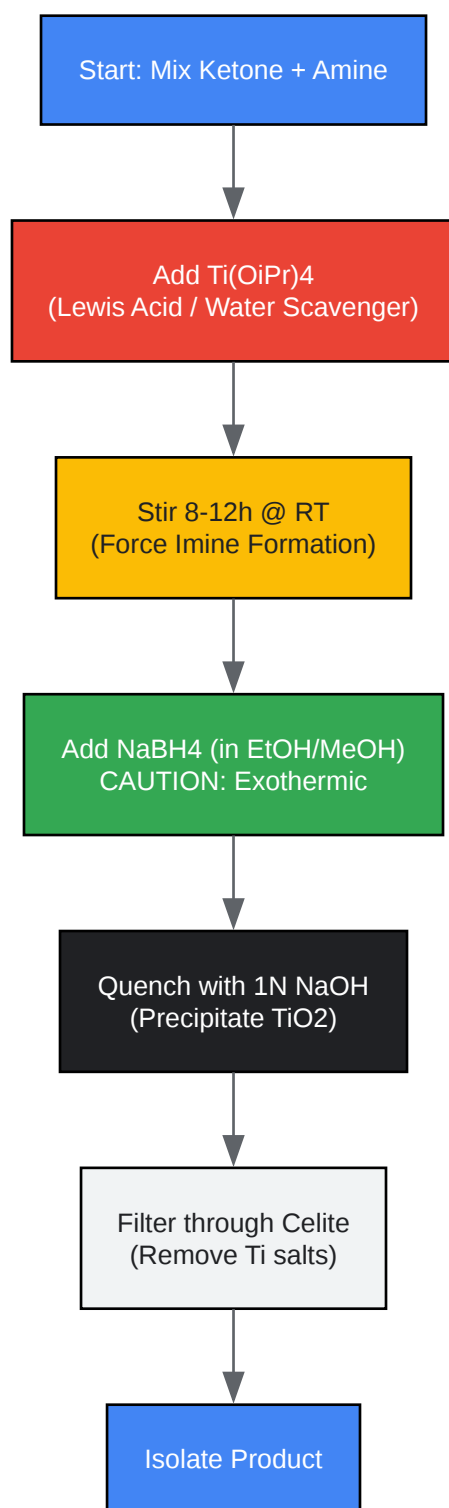 Start: Mix Ketone + Amine
Add Ti(OiPr)4
(Lewis Acid / Water Scavenger)
Stir 8-12h @ RT
(Force Imine Formation)
Add NaBH4 (in EtOH/MeOH)
CAUTION: Exothermic
Quench with 1N NaOH
(Precipitate TiO2)
Filter through Celite
(Remove Ti salts)
Isolate Product